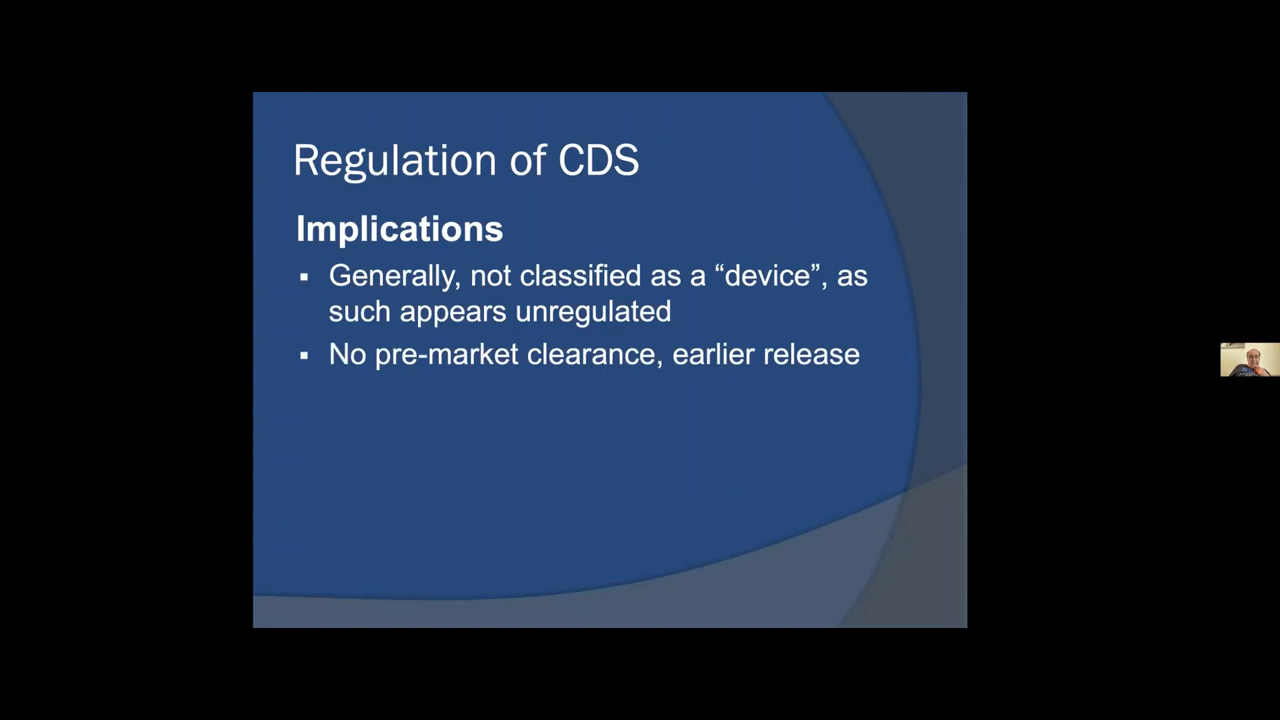 Regulation of CDS
Implications
▪ Generally, not classified as a “device”, as
such appears unregulated
▪ No pre-market clearance, earlier release